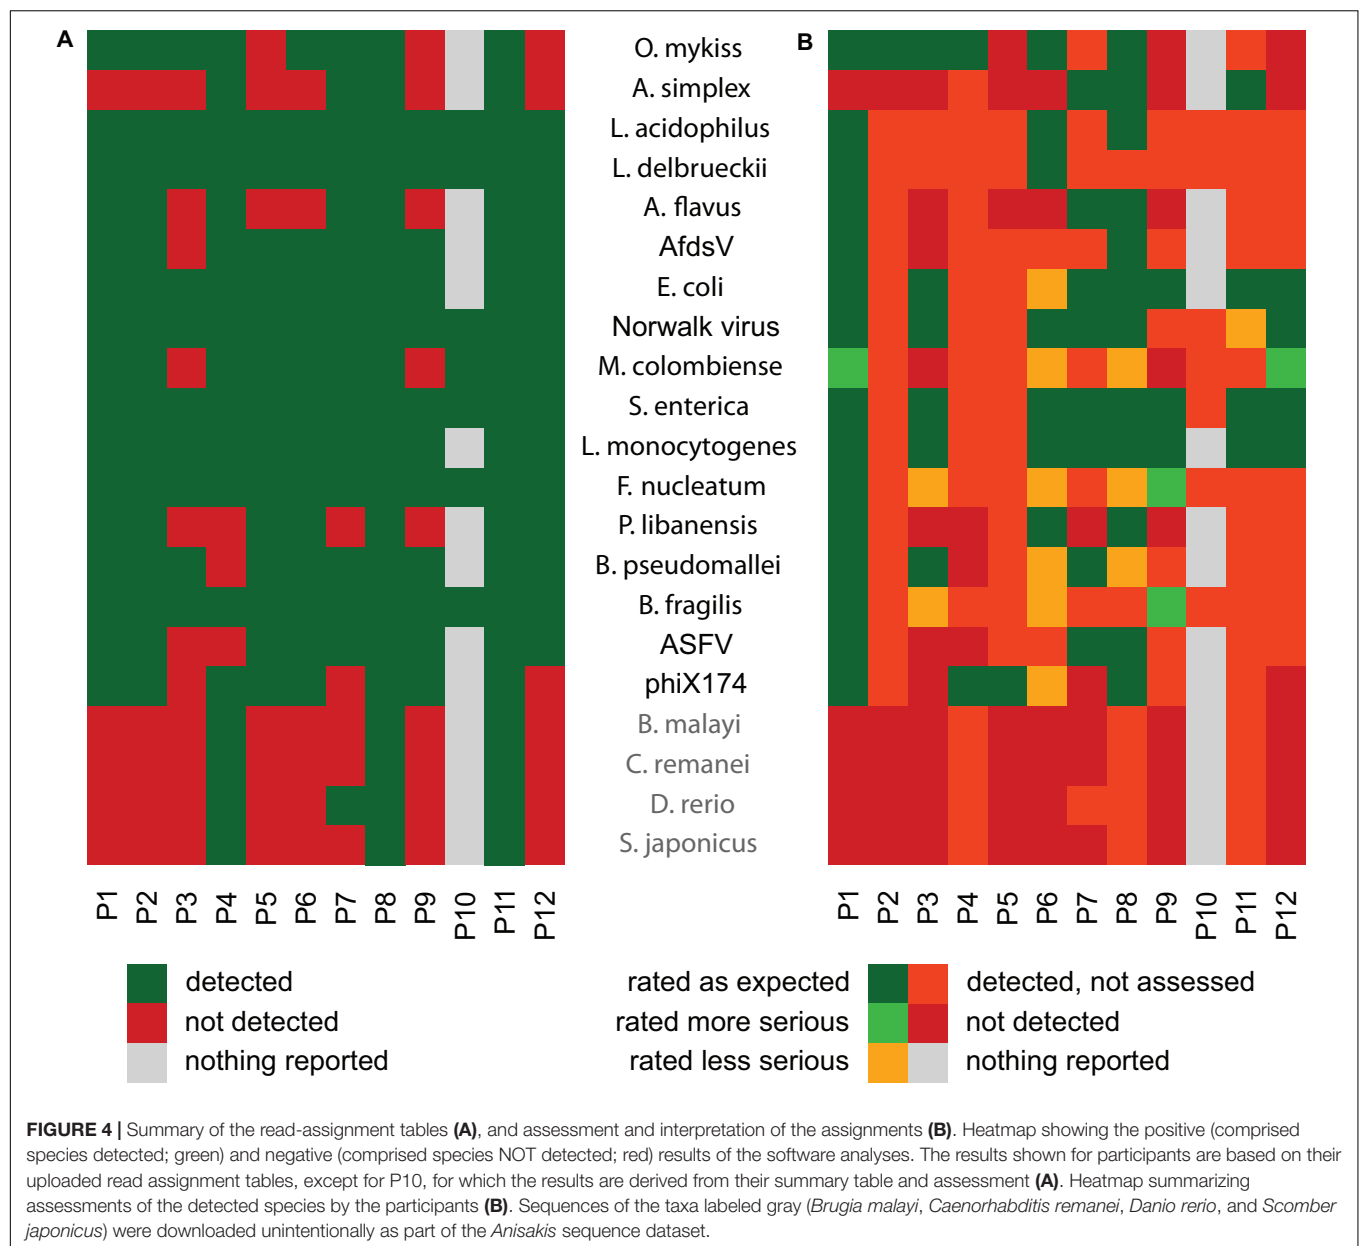 A
B
O. mykiss
A. simplex
L. acidophilus
L. delbrueckii
A. flavus
AfdsV
E. coli
Norwalk virus
M. colombiense
S. enterica
L. monocytogenes
F. nucleatum
P. libanensis
B. pseudomallei
B. fragilis
ASFV
phiX174
B. malayi
C. remanei
D. rerio
S. japonicus
P1 P2 P3 P4 P5 P6 P7 P8 P9 P10 P11 P12
P1 P2 P3 P4 P5 P6 P7 P8 P9 P10 P11 P12
detected
not detected
nothing reported
rated as expected
rated more serious
rated less serious
detected, not assessed
not detected
nothing reported
FIGURE 4 | Summary of the read-assignment tables (A), and assessment and interpretation of the assignments (B). Heatmap showing the positive (comprised
species detected; green) and negative (comprised species NOT detected; red) results of the software analyses. The results shown for participants are based on their
uploaded read assignment tables, except for P10, for which the results are derived from their summary table and assessment (A). Heatmap summarizing
assessments of the detected species by the participants (B). Sequences of the taxa labeled gray (Brugia malayi, Caenorhabditis remanei, Danio rerio, and Scomber
japonicus) were downloaded unintentionally as part of the Anisakis sequence dataset.